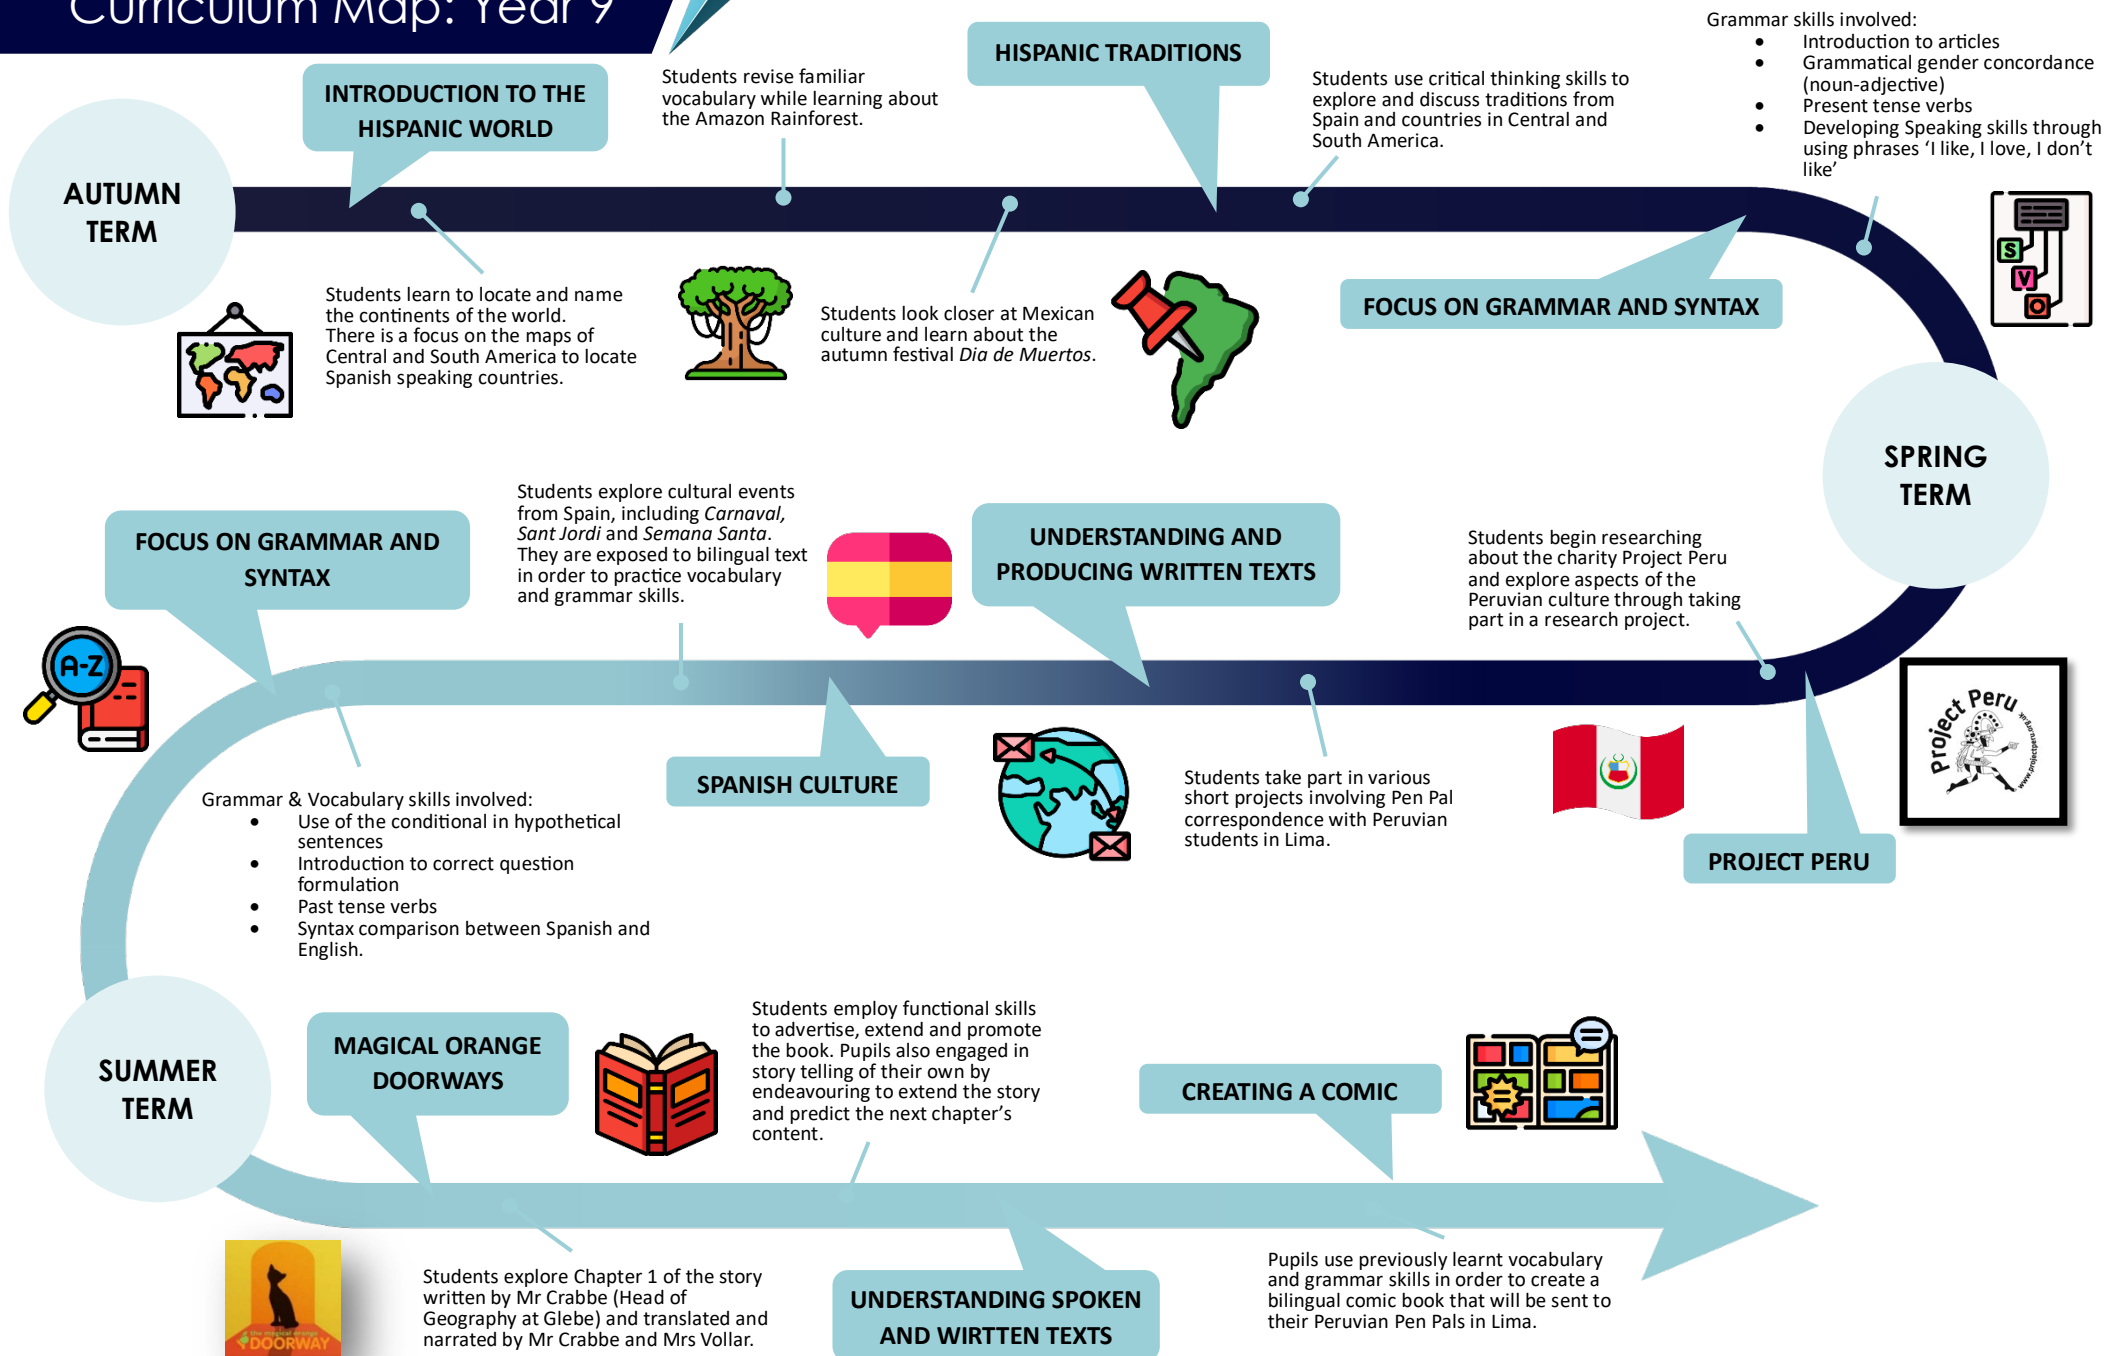 Curriculum Map: Year 9
AUTUMN
TERM
INTRODUCTION TO THE
HISPANIC WORLD
Students learn to locate and name
the continents of the world.
There is a focus on the maps of
Central and South America to locate
Spanish speaking countries.
Students revise familiar
vocabulary while learning about
the Amazon Rainforest.
Students look closer at Mexican
culture and learn about the
autumn festival Dia de Muertos.
HISPANIC TRADITIONS
Students use critical thinking skills to
explore and discuss traditions from
Spain and countries in Central and
South America.
FOCUS ON GRAMMAR AND SYNTAX
Grammar skills involved:
• Introduction to articles
• Grammatical gender concordance
(noun-adjective)
• Present tense verbs
• Developing Speaking skills through
using phrases ‘I like, I love, I don’t
like’
S
V
O
SPRING
TERM
PROJECT PERU
Students begin researching
about the charity Project Peru
and explore aspects of the
Peruvian culture through taking
part in a research project.
Project Peru
www.projectperu.org.uk
UNDERSTANDING AND
PRODUCING WRITTEN TEXTS
Students take part in various
short projects involving Pen Pal
correspondence with Peruvian
students in Lima.
SPANISH CULTURE
Students explore cultural events
from Spain, including Carnaval,
Sant Jordi and Semana Santa.
They are exposed to bilingual text
in order to practice vocabulary
and grammar skills.
FOCUS ON GRAMMAR AND
SYNTAX
A-Z
Grammar & Vocabulary skills involved:
• Use of the conditional in hypothetical
sentences
• Introduction to correct question
formulation
• Past tense verbs
• Syntax comparison between Spanish and
English.
SUMMER
TERM
MAGICAL ORANGE
DOORWAYS
Students explore Chapter 1 of the story
written by Mr Crabbe (Head of
Geography at Glebe) and translated and
narrated by Mr Crabbe and Mrs Vollar.
the magical orange
DOORWAY
Students employ functional skills
to advertise, extend and promote
the book. Pupils also engaged in
story telling of their own by
endeavouring to extend the story
and predict the next chapter’s
content.
UNDERSTANDING SPOKEN
AND WIRTTEN TEXTS
CREATING A COMIC
Pupils use previously learnt vocabulary
and grammar skills in order to create a
bilingual comic book that will be sent to
their Peruvian Pen Pals in Lima.